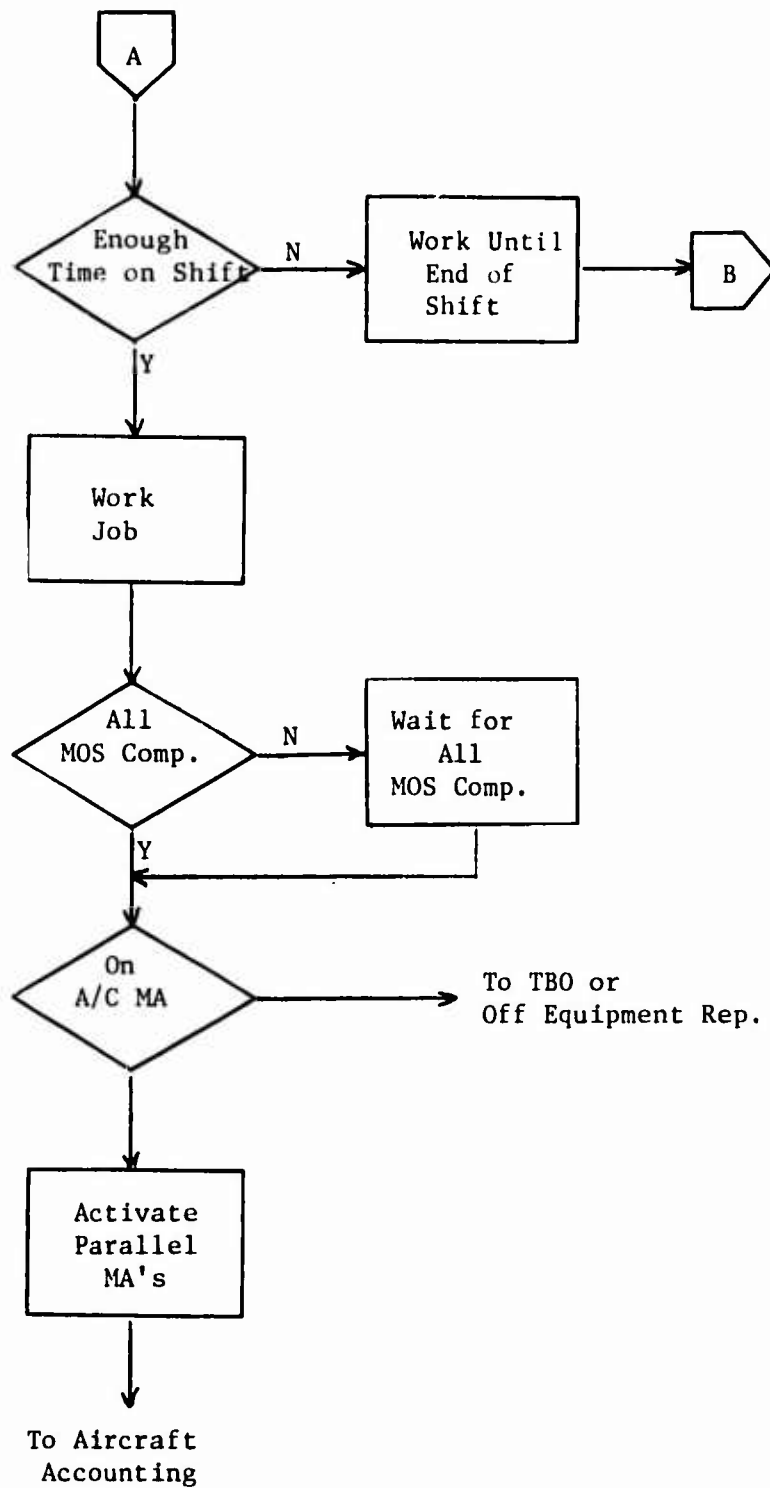 A
Enough
Time on Shift
N
Work Until
End of
Shift
B
Y
Work
Job
All
MOS Comp.
N
Wait for
All
MOS Comp.
Y
On
A/C MA
To TBO or
Off Equipment Rep.
Activate
Parallel
MA's
To Aircraft
Accounting